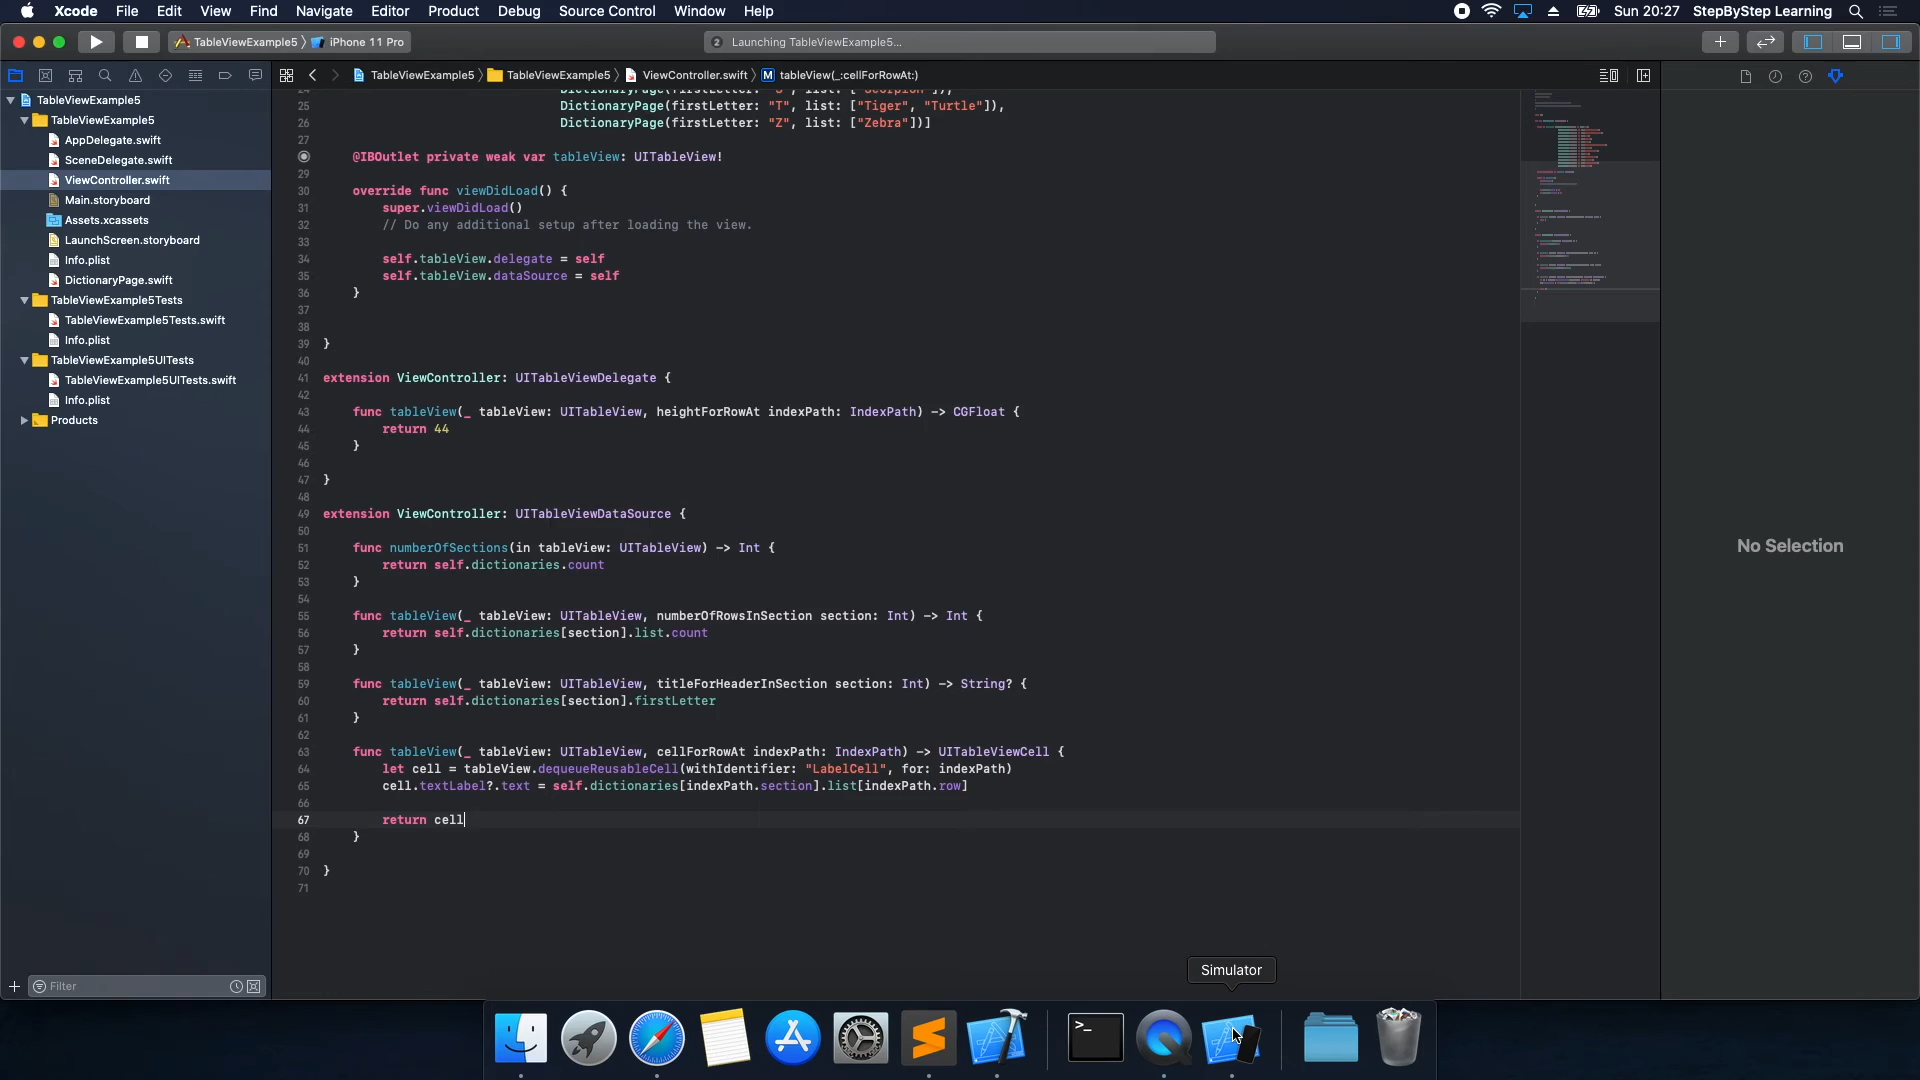 Xcode File Edit View Find Navigate Editor Product Debug Source Control Window Help Sun 20:27 StepByStep Learning
TableViewExample5 iPhone 11 Pro 2 Launching TableViewExample5...
TableViewExample5 TableViewExample5 ViewController.swift M tableView(_:cellForRowAt:)
TableViewExample5
TableViewExample5
AppDelegate.swift
SceneDelegate.swift
ViewController.swift
Main.storyboard
Assets.xcassets
LaunchScreen.storyboard
Info.plist
DictionaryPage.swift
TableViewExample5Tests
TableViewExample5Tests.swift
Info.plist
TableViewExample5UITests
TableViewExample5UITests.swift
Info.plist
Products
Filter
25 DictionaryPage(firstLetter: "T", list: ["Tiger", "Turtle"]),
26 DictionaryPage(firstLetter: "Z", list: ["Zebra"])]
27
@IBOutlet private weak var tableView: UITableView!
29
30 override func viewDidLoad() {
31 super.viewDidLoad()
32 // Do any additional setup after loading the view.
33
34 self.tableView.delegate = self
35 self.tableView.dataSource = self
36 }
37
38
39 }
40
41 extension ViewController: UITableViewDelegate {
42
43 func tableView(_ tableView: UITableView, heightForRowAt indexPath: IndexPath) -> CGFloat {
44 return 44
45 }
46
47 }
48
49 extension ViewController: UITableViewDataSource {
50
51 func numberOfSections(in tableView: UITableView) -> Int {
52 return self.dictionaries.count
53 }
54
55 func tableView(_ tableView: UITableView, numberOfRowsInSection section: Int) -> Int {
56 return self.dictionaries[section].list.count
57 }
58
59 func tableView(_ tableView: UITableView, titleForHeaderInSection section: Int) -> String? {
60 return self.dictionaries[section].firstLetter
61 }
62
63 func tableView(_ tableView: UITableView, cellForRowAt indexPath: IndexPath) -> UITableViewCell {
64 let cell = tableView.dequeueReusableCell(withIdentifier: "LabelCell", for: indexPath)
65 cell.textLabel?.text = self.dictionaries[indexPath.section].list[indexPath.row]
66
67 return cell
68 }
69
70 }
71
No Selection
Simulator